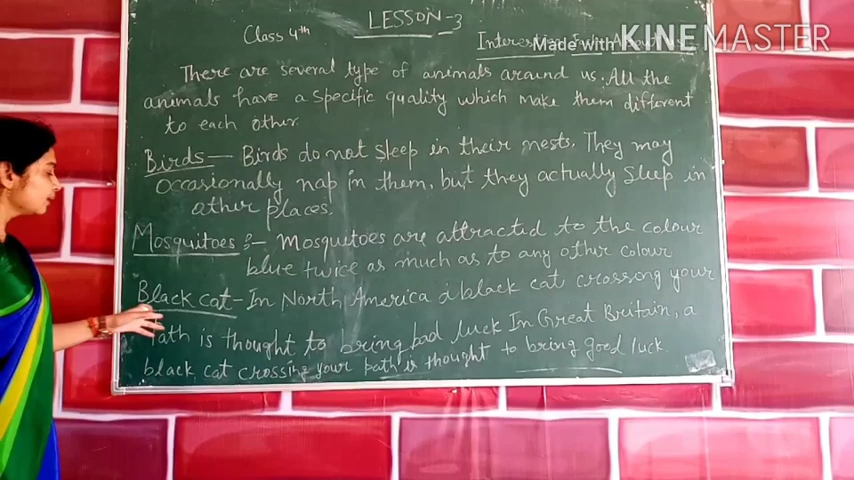 LESSON-3
Class 4th
Made with KINEMASTER
There are several type of animals around us. All the
animals have a specific quality which make them different
to each other
Birds— Birds do not sleep in their nests. They may
occasionally nap in them, but they actually sleep in
other places.
Mosquitoes :- Mosquitoes are attracted to the colour
blue twice as much as to any other colour
Black cat- In North America a black cat crossing your
path is thought to bring bad luck In Great Britain, a
black cat crossing your path is thought to bring good luck